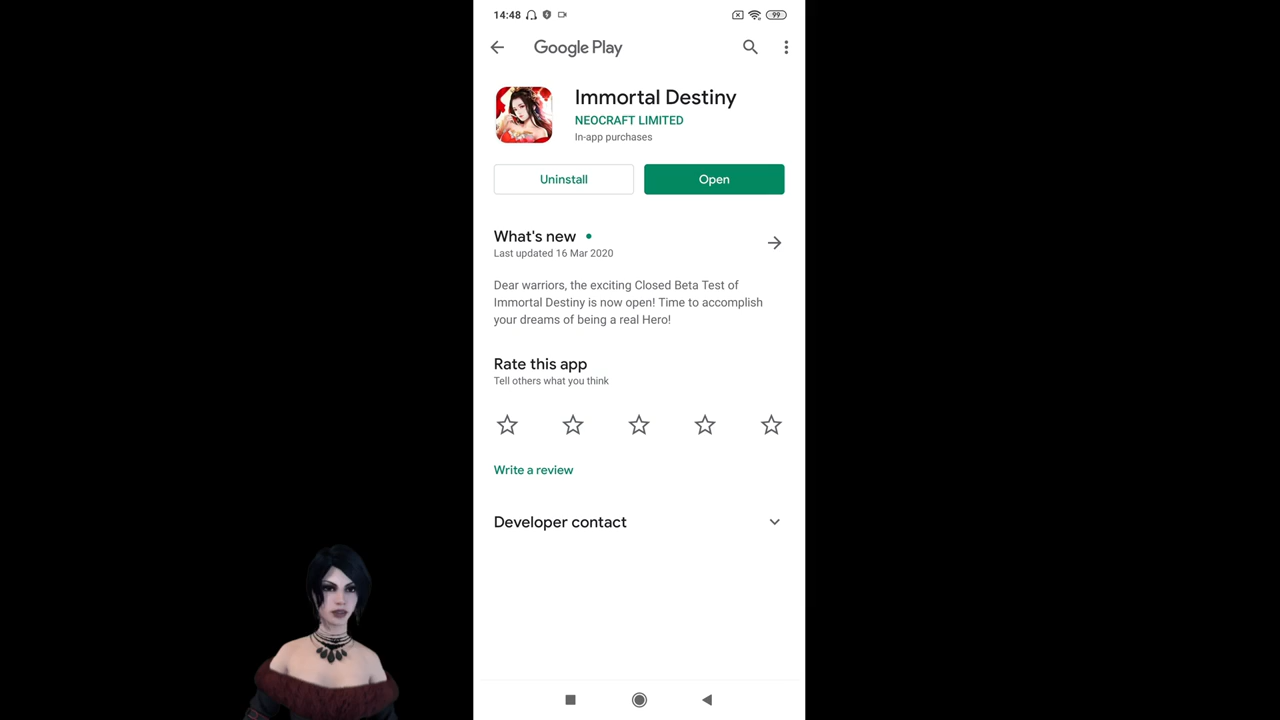 14:48
99
Google Play
Immortal Destiny
NEOCRAFT LIMITED
In-app purchases
Uninstall
Open
What's new
Last updated 16 Mar 2020
Dear warriors, the exciting Closed Beta Test of
Immortal Destiny is now open! Time to accomplish
your dreams of being a real Hero!
Rate this app
Tell others what you think
Write a review
Developer contact